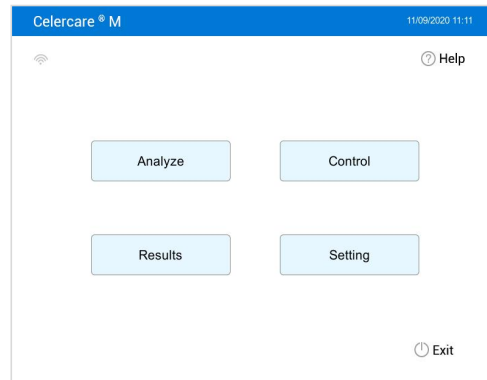 Celercare ® M
11/09/2020 11:11
Help
Analyze
Control
Results
Setting
Exit